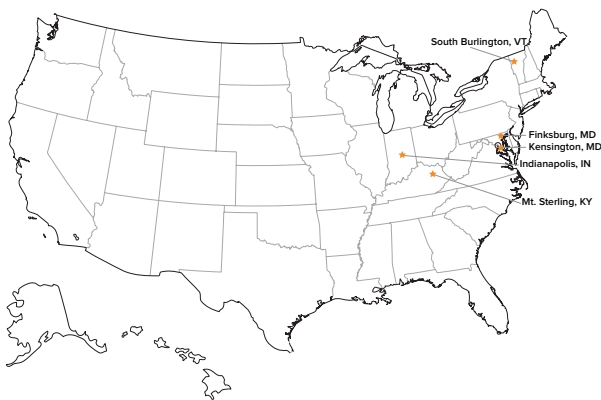 South Burlington, VT
Finksburg, MD
Kensington, MD
Indianapolis, IN
Mt. Sterling, KY